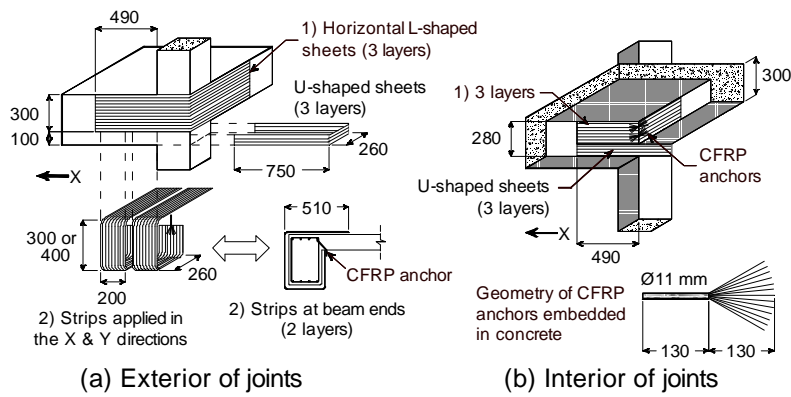 490
1) Horizontal L-shaped
sheets (3 layers)
U-shaped sheets
(3 layers)
300
100
260
750
X
300 or
400
260
200
2) Strips applied in
the X & Y directions
510
CFRP anchor
2) Strips at beam ends
(2 layers)
(a) Exterior of joints
300
1) 3 layers
280
CFRP
anchors
U-shaped sheets
(3 layers)
X
490
Geometry of CFRP
anchors embedded
in concrete
Ø11 mm
130
130
(b) Interior of joints